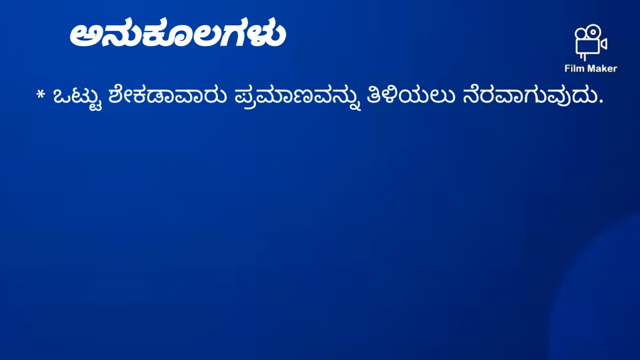 ಅನುಕೂಲಗಳು
Film Maker
* ಒಟ್ಟು ಶೇಕಡಾವಾರು ಪ್ರಮಾಣವನ್ನು ತಿಳಿಯಲು ನೆರವಾಗುವುದು.